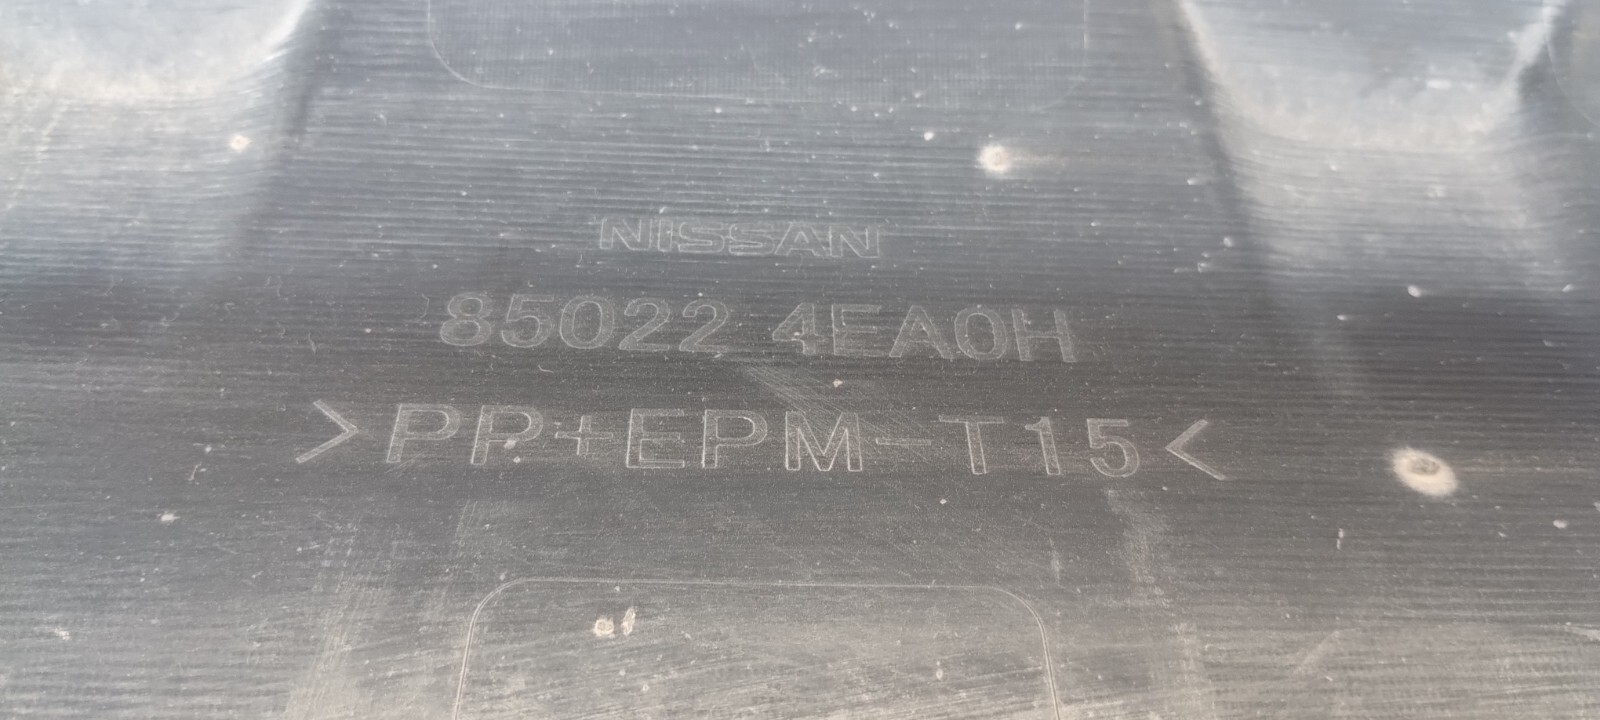 NISSAN
85022 4EA0H
>PP+EPM-T15<